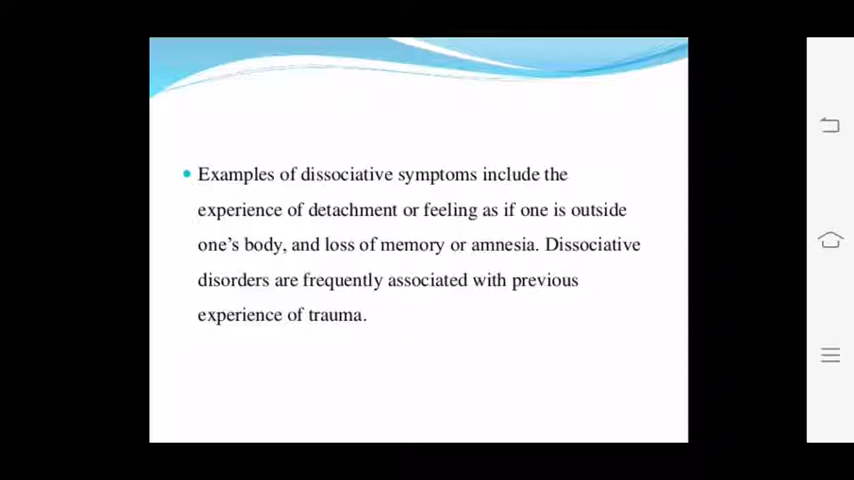 Examples of dissociative symptoms include the
experience of detachment or feeling as if one is outside
one's body, and loss of memory or amnesia. Dissociative
disorders are frequently associated with previous
experience of trauma.